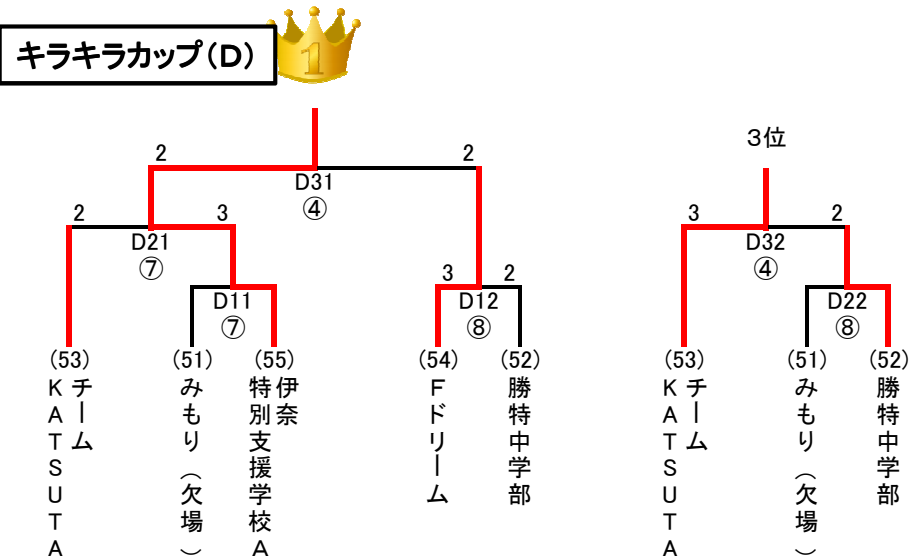 キラキラカップ（D）
1
3位
2
2
D31
④
2
3
D21
⑦
3
2
D32
④
D11
⑦
3
2
D12
⑧
D22
⑧
(53)
(51)
(55)
(54)
(52)
(53)
(51)
(52)
チーム
KATSUTA
みもり（欠場）
伊奈
特別支援学校A
Fドリーム
勝特中学部
チーム
KATSUTA
みもり（欠場）
勝特中学部